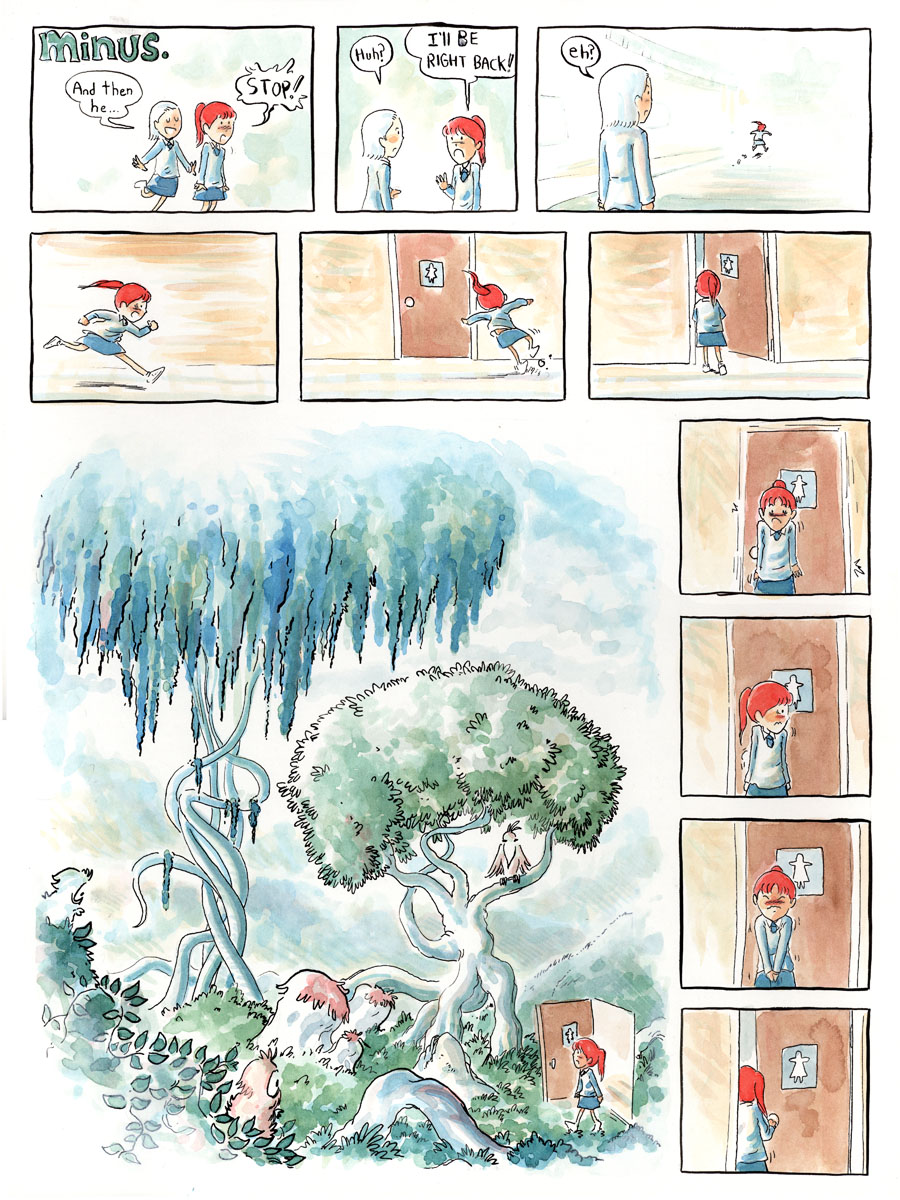 minus.
And then
he...
STOP!!
Huh?
I'll BE
RIGHT BACK!!
eh?